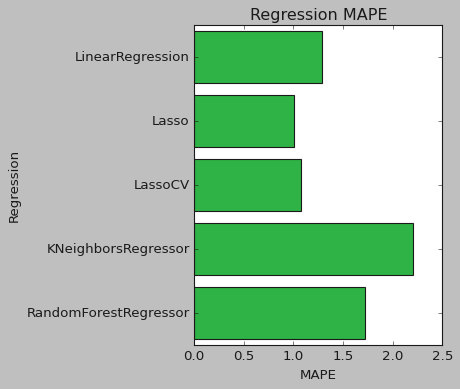 Regression MAPE
LinearRegression
Lasso
LassoCV
KNeighborsRegressor
RandomForestRegressor
Regression
0.0 0.5 1.0 1.5 2.0 2.5
MAPE